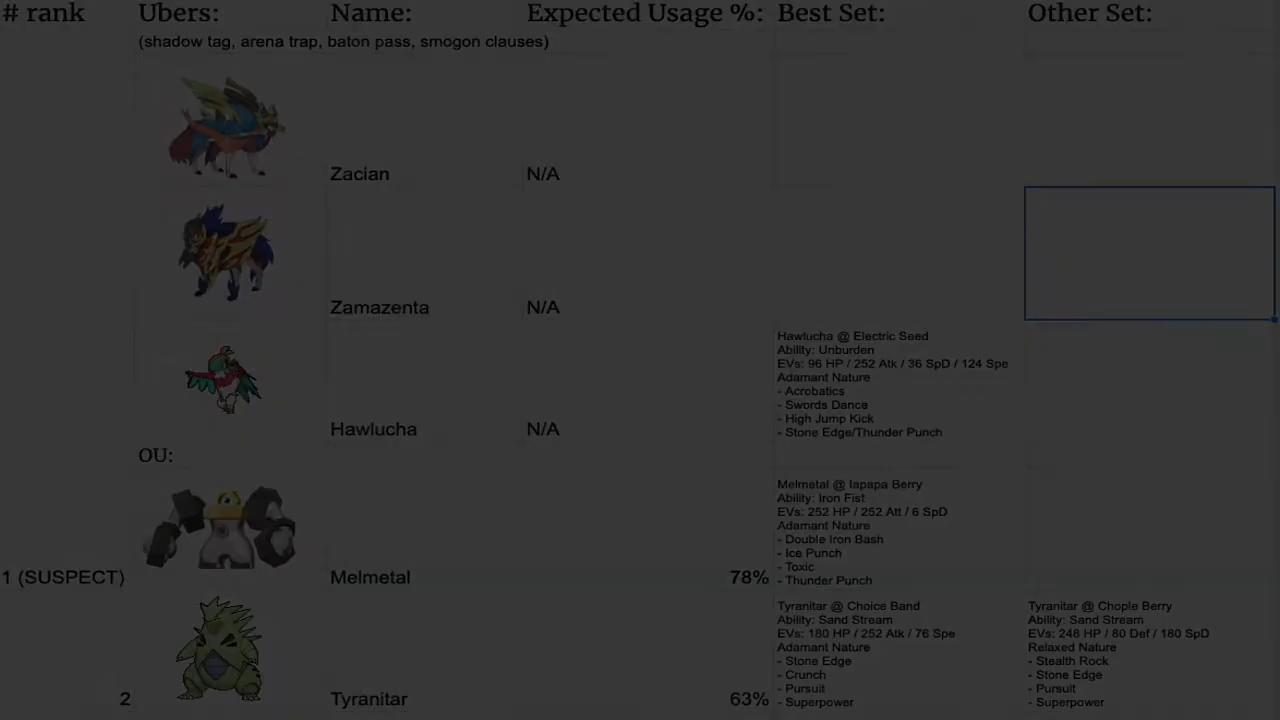 # rank Ubers: Name: Expected Usage %: Best Set: Other Set:
(shadow tag, arena trap, baton pass, smogon clauses)
Zacian N/A
Zamazenta N/A
Hawlucha @ Electric Seed
Ability: Unburden
EVs: 96 HP / 252 Atk / 36 SpD / 124 Spe
Adamant Nature
- Acrobatics
- Swords Dance
- High Jump Kick
- Stone Edge/Thunder Punch
Hawlucha N/A
OU:
Melmetal @ Iapapa Berry
Ability: Iron Fist
EVs: 252 HP / 252 Att / 6 SpD
Adamant Nature
- Double Iron Bash
- Ice Punch
- Toxic
- Thunder Punch
1 (SUSPECT) Melmetal 78%
Tyranitar @ Choice Band
Ability: Sand Stream
EVs: 180 HP / 252 Atk / 76 Spe
Adamant Nature
- Stone Edge
- Crunch
- Pursuit
- Superpower
Tyranitar @ Chople Berry
Ability: Sand Stream
EVs: 248 HP / 80 Def / 180 SpD
Relaxed Nature
- Stealth Rock
- Stone Edge
- Pursuit
- Superpower
2 Tyranitar 63%